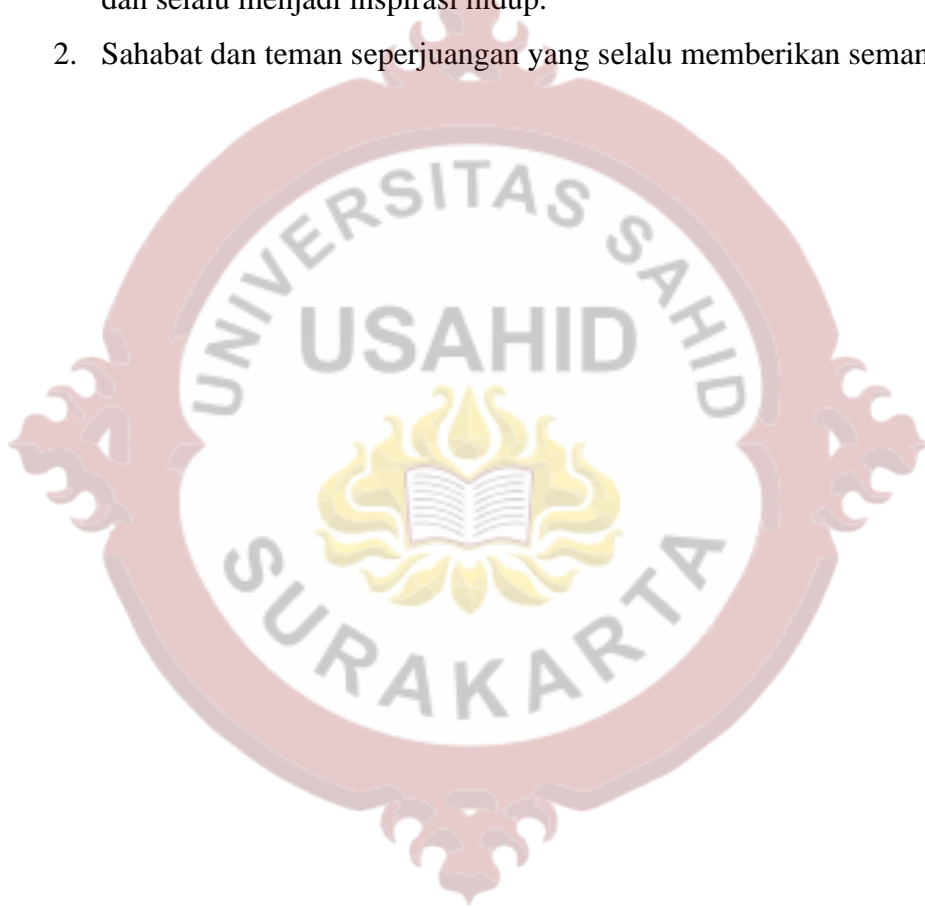 dan selalu menjadi inspirasi hidup.
2. Sahabat dan teman seperjuangan yang selalu memberikan seman
UNIVERSITAS SAHID
USAHID
SURAKARTA